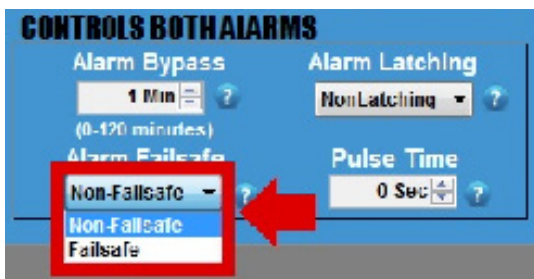 CONTROLS BOTH ALARMS
Alarm Bypass
Alarm Latching
1 Min
?
NonLatching
?
(0-120 minutes)
Alarm Failsafe
Pulse Time
Non-Failsafe
?
0 Sec
?
Non-Failsafe
Failsafe